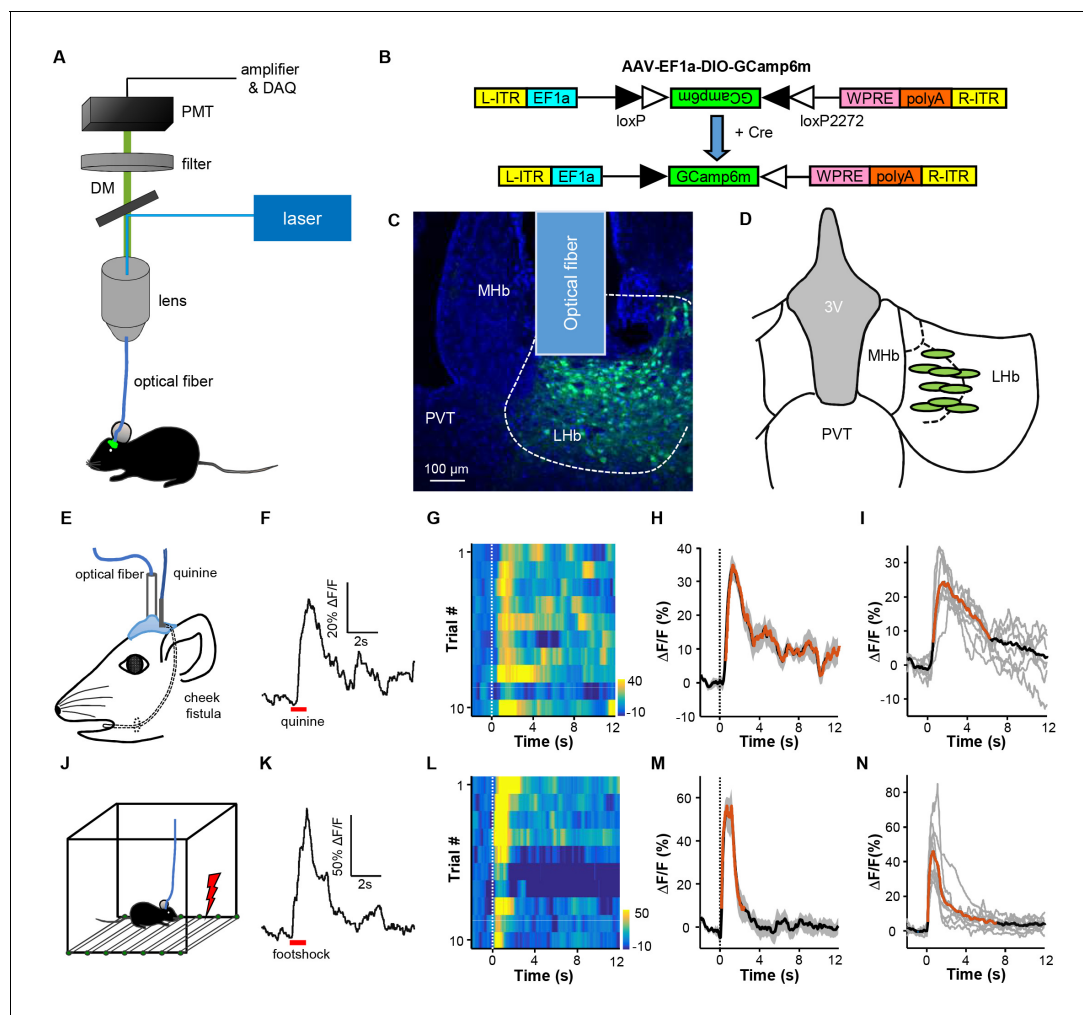 A
amplifier
& DAQ
PMT
filter
DM
laser
lens
optical fiber
B
AAV-EF1a-DIO-GCamp6m
L-ITR EF1a GCamp6m WPRE polyA R-ITR
loxP loxP2272
+ Cre
L-ITR EF1a GCamp6m WPRE polyA R-ITR
C
MHb
Optical fiber
PVT
LHb
100 µm
D
3V
MHb
LHb
PVT
E
optical fiber
quinine
cheek
fistula
F
20% ΔF/F
2s
quinine
G
Trial #
1
10
0 4 8 12
Time (s)
40
-10
H
ΔF/F (%)
40
30
20
10
0
-10
0 4 8 12
Time (s)
I
ΔF/F (%)
30
20
10
0
-10
0 4 8 12
Time (s)
J
K
50% ΔF/F
2s
footshock
L
Trial #
1
10
0 4 8 12
Time (s)
50
-10
M
ΔF/F (%)
60
40
20
0
0 4 8 12
Time (s)
N
ΔF/F (%)
80
60
40
20
0
0 4 8 12
Time (s)